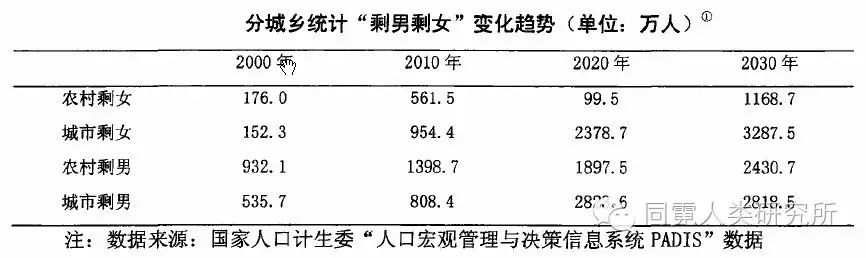 分城乡统计“剩男剩女”变化趋势（单位：万人）①
2000年 2010年 2020年 2030年
农村剩女 176.0 561.5 99.5 1168.7
城市剩女 152.3 954.4 2378.7 3287.5
农村剩男 932.1 1398.7 1897.5 2430.7
城市剩男 535.7 808.4 2818.5
同霙人类研究所
注：数据来源：国家人口计生委“人口宏观管理与决策信息系统PADIS”数据